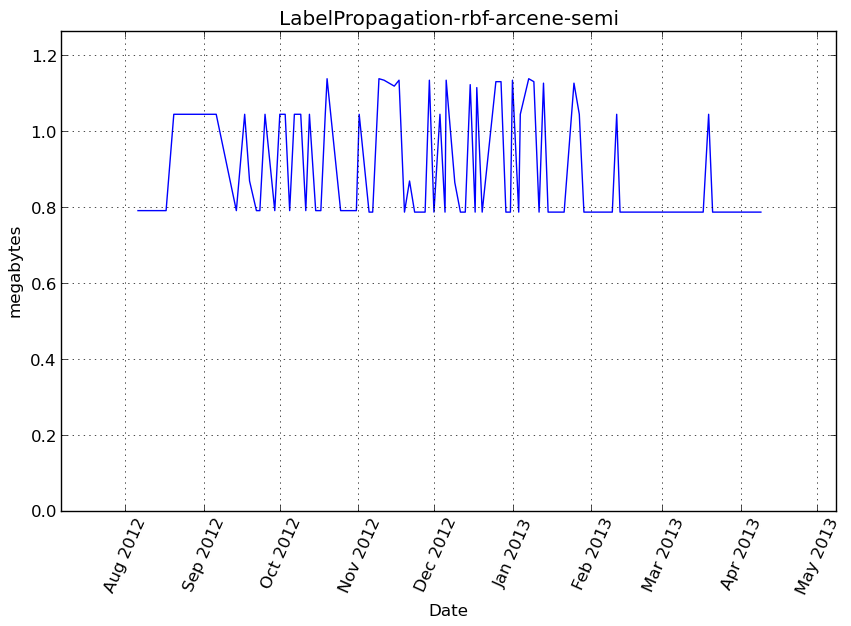 LabelPropagation-rbf-arcene-semi
megabytes
1.2
1.0
0.8
0.6
0.4
0.2
0.0
Aug 2012
Sep 2012
Oct 2012
Nov 2012
Dec 2012
Jan 2013
Feb 2013
Mar 2013
Apr 2013
May 2013
Date